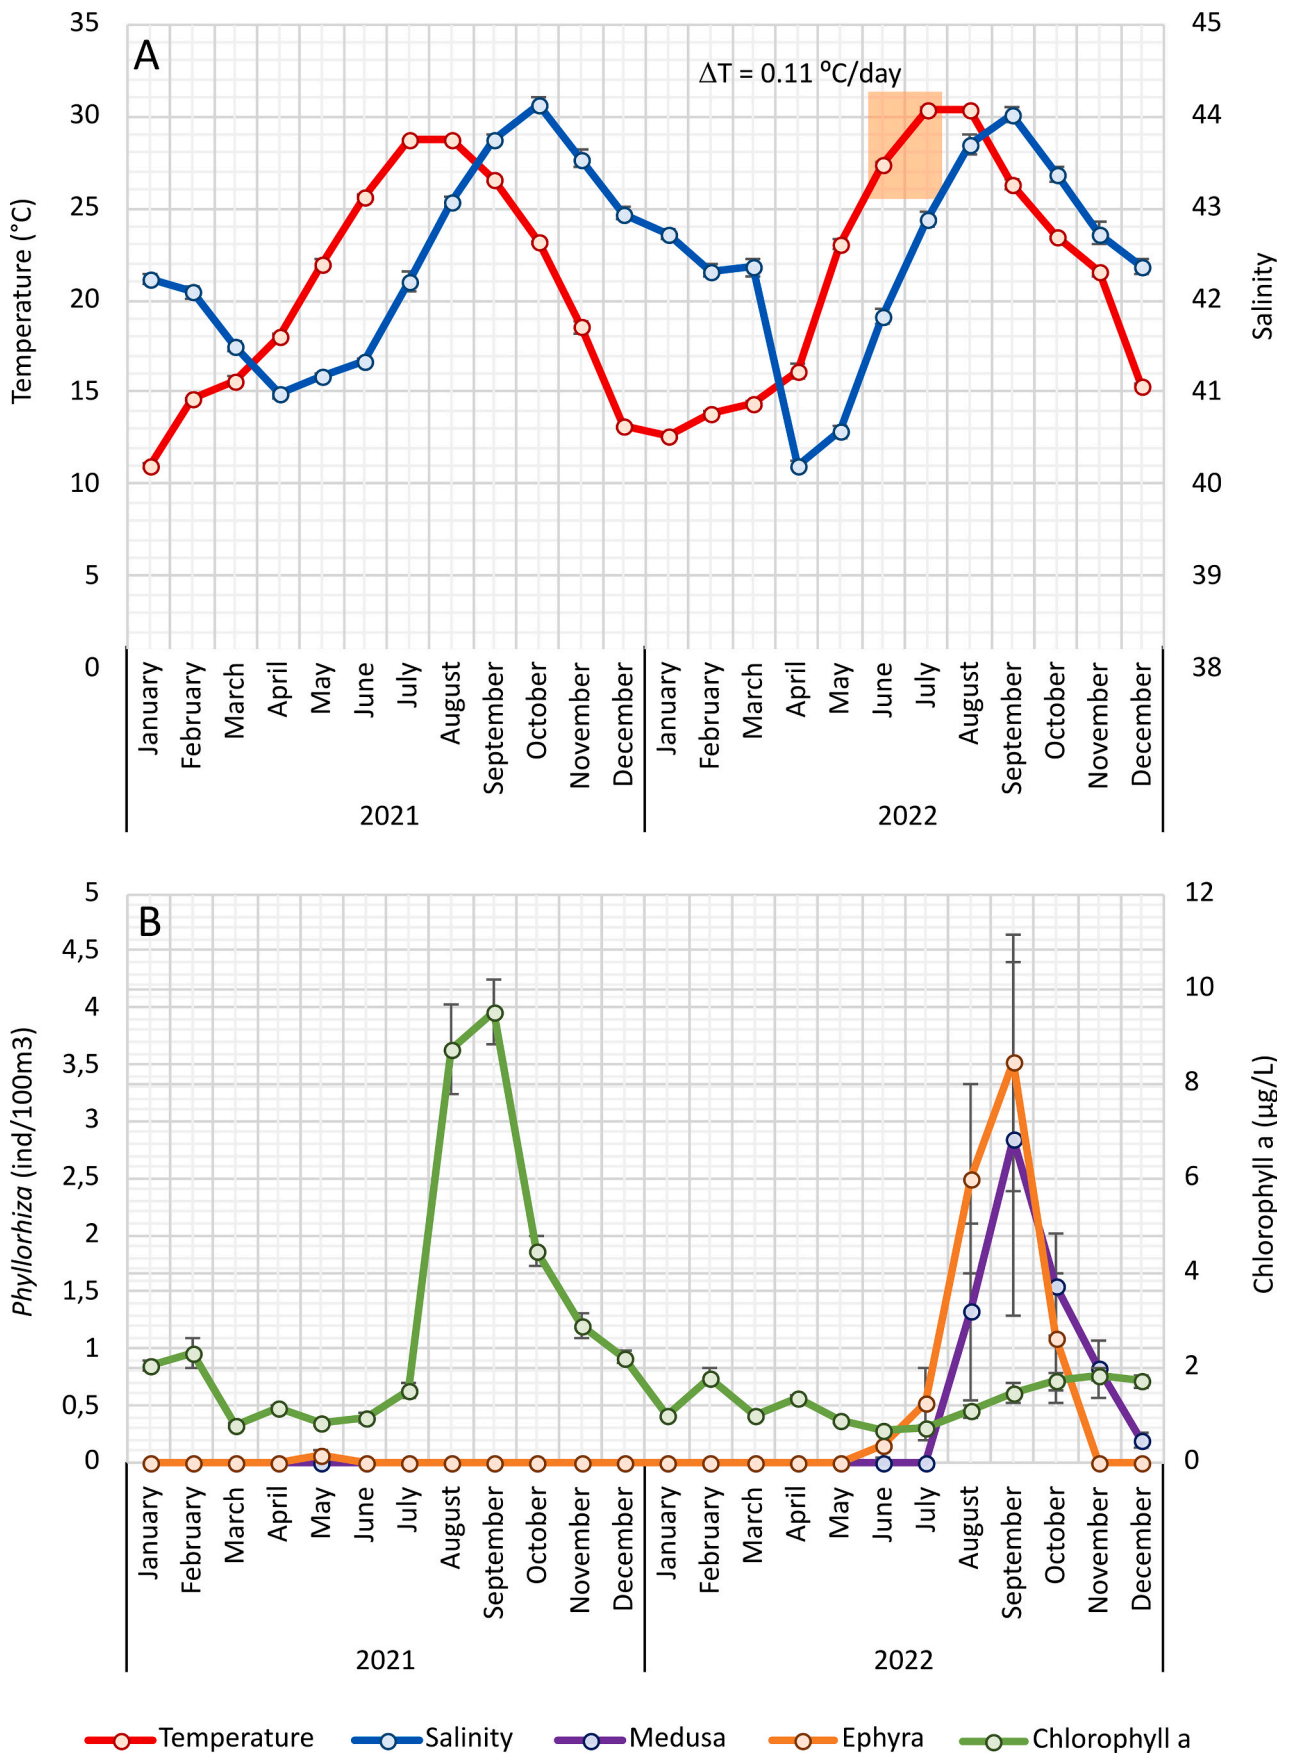 A
ΔT = 0.11 ºC/day
Temperature (°C)
35
30
25
20
15
10
5
0
Salinity
45
44
43
42
41
40
39
38
January
February
March
April
May
June
July
August
September
October
November
December
January
February
March
April
May
June
July
August
September
October
November
December
2021
2022
B
Phyllorhiza (ind/100m3)
5
4,5
4
3,5
3
2,5
2
1,5
1
0,5
0
Chlorophyll a (µg/L)
12
10
8
6
4
2
0
January
February
March
April
May
June
July
August
September
October
November
December
January
February
March
April
May
June
July
August
September
October
November
December
2021
2022
Temperature Salinity Medusa Ephyra Chlorophyll a